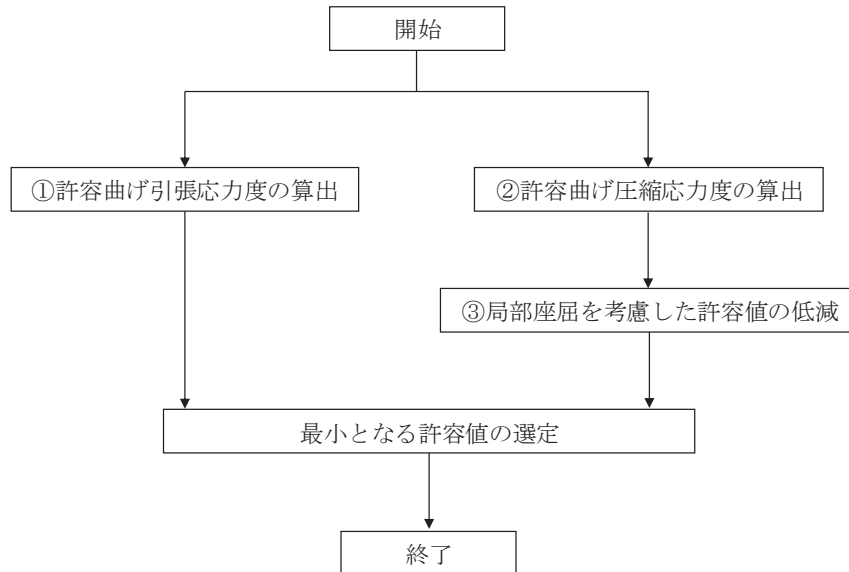 開始
①許容曲げ引張応力度の算出
②許容曲げ圧縮応力度の算出
③局部座屈を考慮した許容値の低減
最小となる許容値の選定
終了